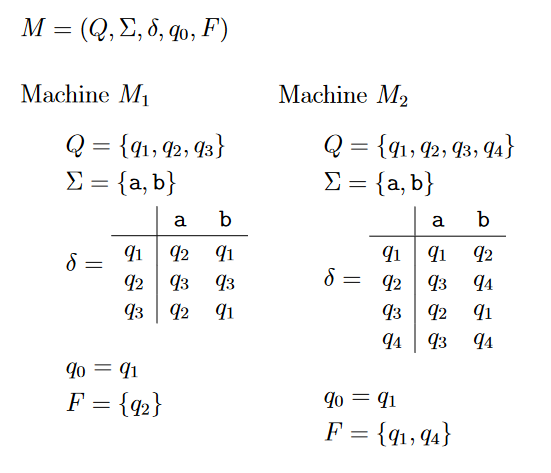 M = (Q, Σ, δ, q₀, F)
Machine M₁
Q = {q₁, q₂, q₃}
Σ = {a, b}
a b
δ =
q₁ q₂ q₁
q₂ q₃ q₃
q₃ q₂ q₁
q₀ = q₁
F = {q₂}
Machine M₂
Q = {q₁, q₂, q₃, q₄}
Σ = {a, b}
a b
δ =
q₁ q₁ q₂
q₂ q₃ q₄
q₃ q₂ q₁
q₄ q₃ q₄
q₀ = q₁
F = {q₁, q₄}